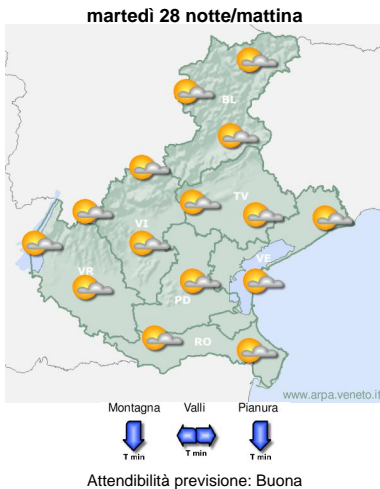 martedì 28 notte/mattina
BL
TV
VI
VE
VR
PD
RO
www.arpa.veneto.it
Montagna Valli Pianura
T min T min T min
Attendibilità previsione: Buona